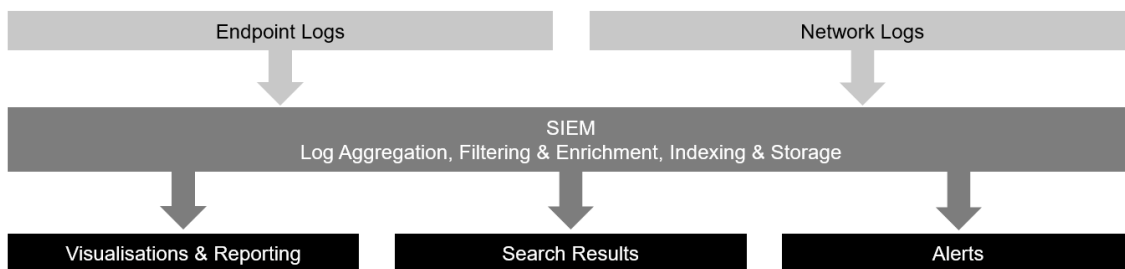 Endpoint Logs
Network Logs
SIEM
Log Aggregation, Filtering & Enrichment, Indexing & Storage
Visualisations & Reporting
Search Results
Alerts